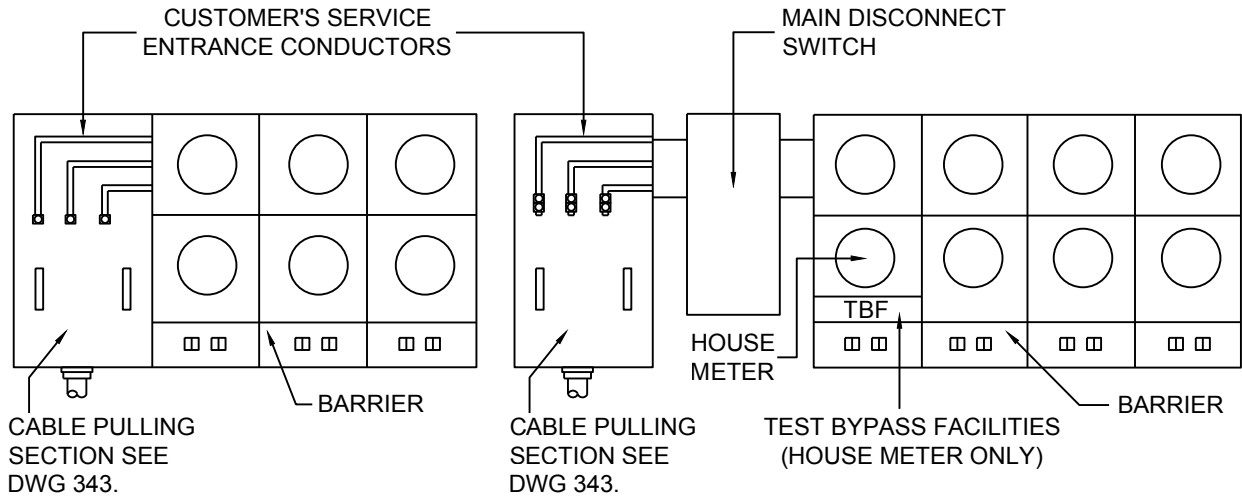 CUSTOMER'S SERVICE
ENTRANCE CONDUCTORS
MAIN DISCONNECT
SWITCH
TBF
HOUSE
METER
BARRIER
BARRIER
CABLE PULLING
SECTION SEE
DWG 343.
CABLE PULLING
SECTION SEE
DWG 343.
TEST BYPASS FACILITIES
(HOUSE METER ONLY)